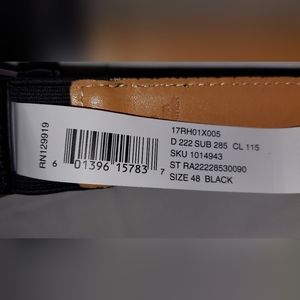 RN129919
17RH01X005
D 222 SUB 285 CL 115
SKU 1014943
ST RA22228530090
SIZE 48 BLACK
6 01396 15783 7